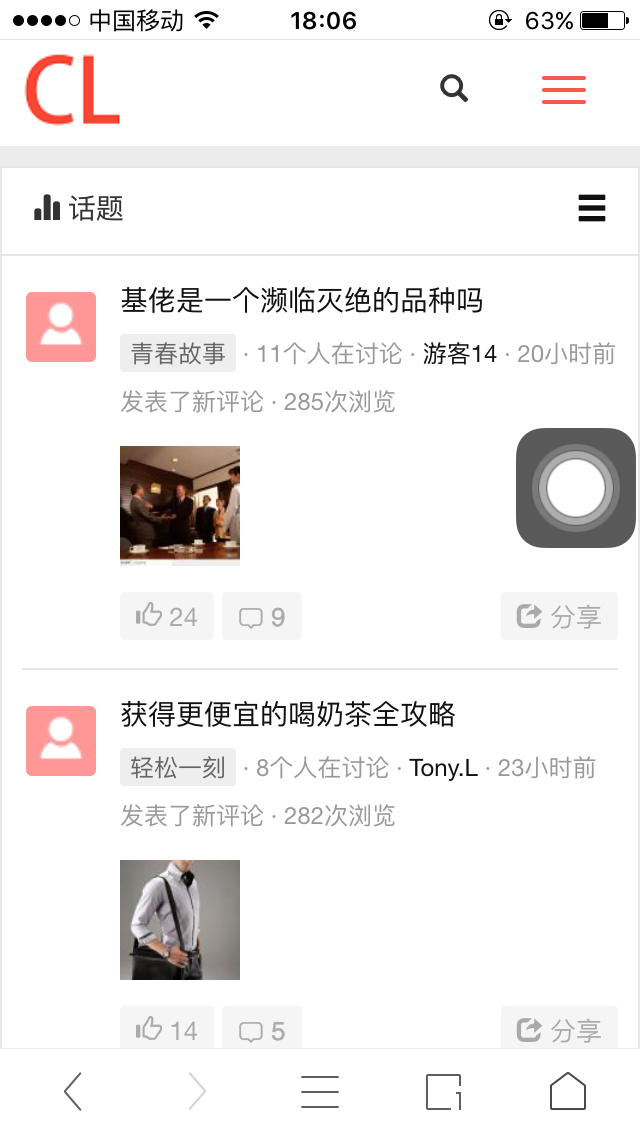 中国移动 18:06 63%
CL
话题
基佬是一个濒临灭绝的品种吗
青春故事 · 11个人在讨论 · 游客14 · 20小时前
发表了新评论 · 285次浏览
24 9 分享
获得更便宜的喝奶茶全攻略
轻松一刻 · 8个人在讨论 · Tony.L · 23小时前
发表了新评论 · 282次浏览
14 5 分享
1